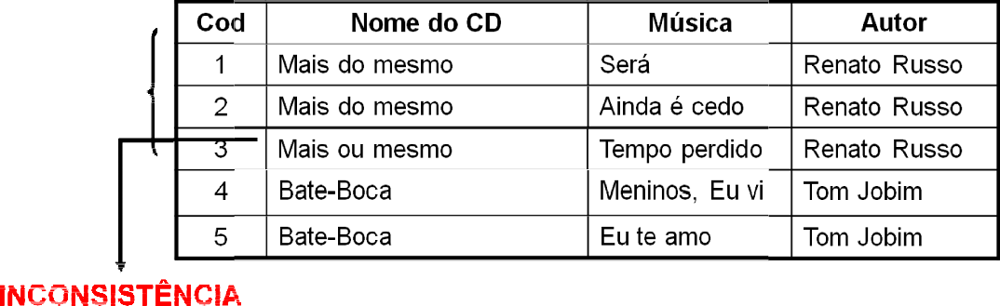 Cod Nome do CD Música Autor
1 Mais do mesmo Será Renato Russo
2 Mais do mesmo Ainda é cedo Renato Russo
3 Mais ou mesmo Tempo perdido Renato Russo
4 Bate-Boca Meninos, Eu vi Tom Jobim
5 Bate-Boca Eu te amo Tom Jobim
INCONSISTÊNCIA